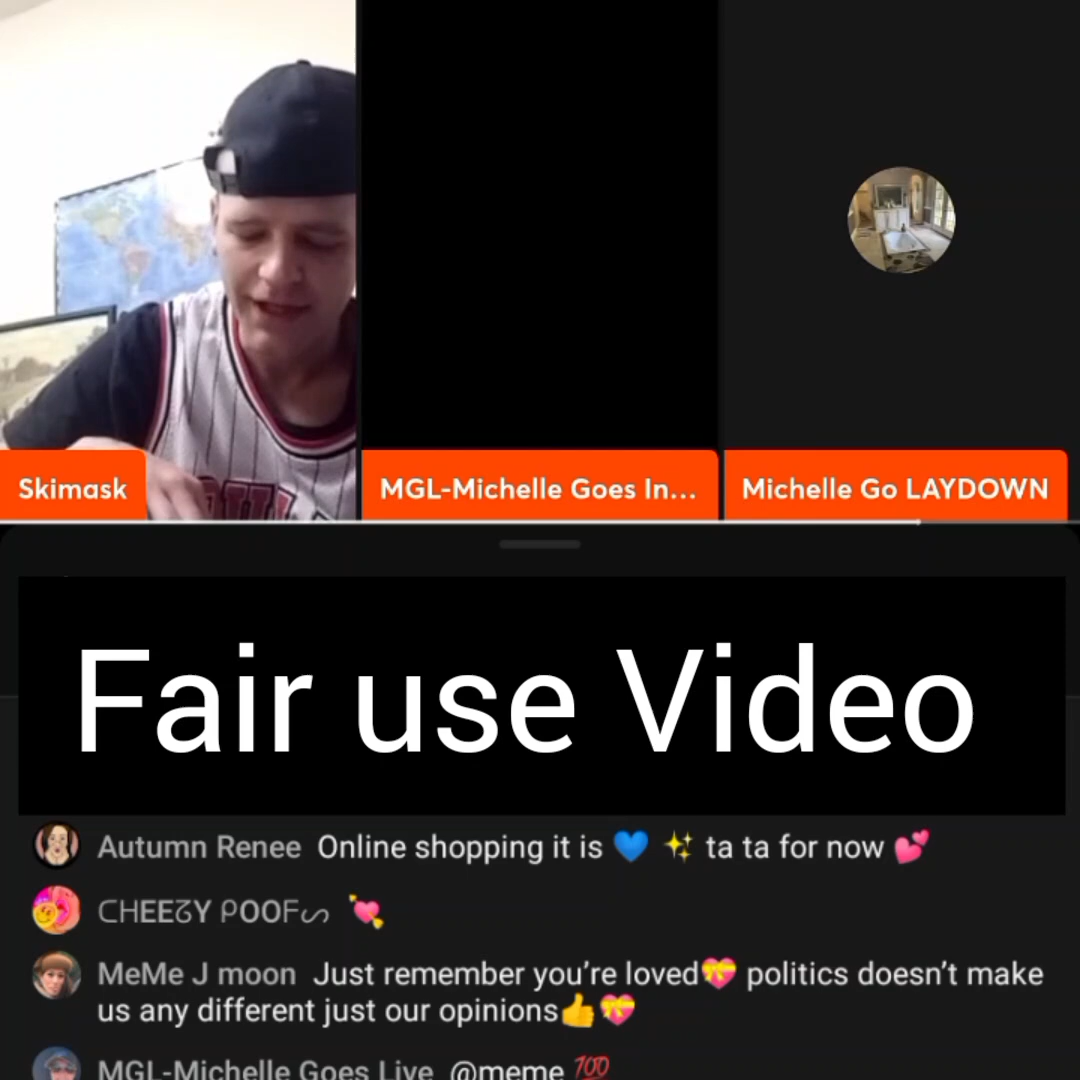 Skimask
MGL-Michelle Goes In...
Michelle Go LAYDOWN
Fair use Video
Autumn Renee Online shopping it is 💙 ✨ ta ta for now 💕
ᑕHEEᘔY ᑭOOFᔕ 💘
MeMe J moon Just remember you’re loved💝 politics doesn’t make
us any different just our opinions👍💝
MGL-Michelle Goes Live @meme 💯